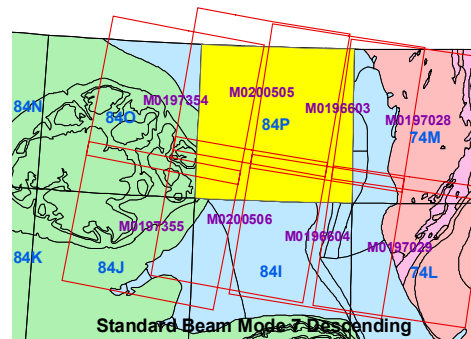 84N
84O
M0197354
M0200505
84P
M0196603
M0197028
74M
84K
M0197355
84J
M0200506
84I
M0196604
M0197029
74L
Standard Beam Mode 7 Descending